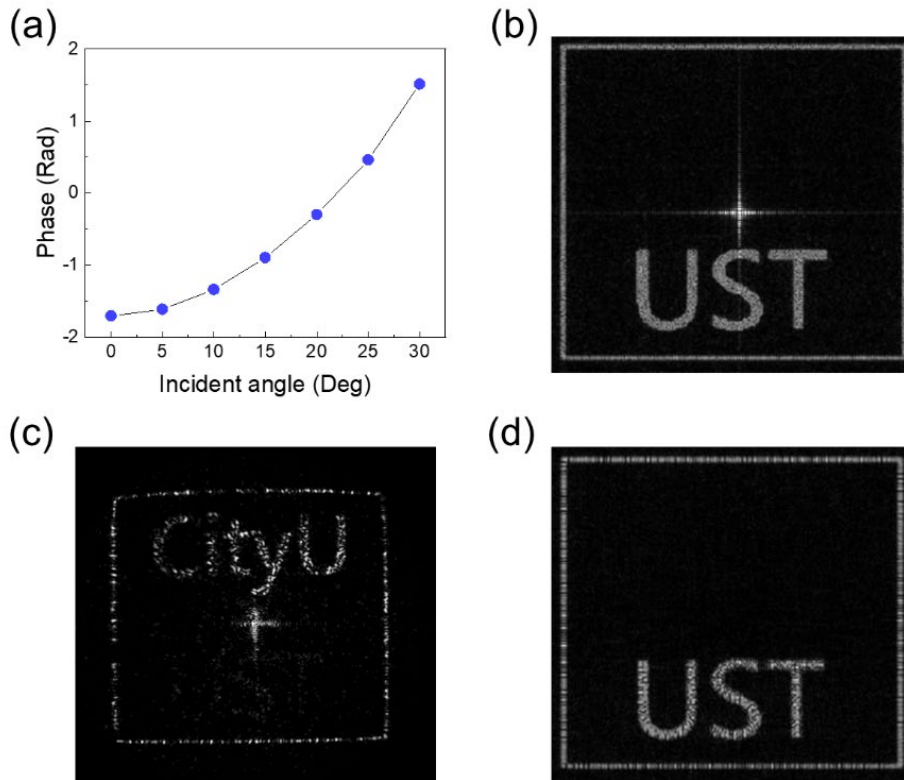 (a)
2
1
0
-1
-2
Phase (Rad)
0 5 10 15 20 25 30
Incident angle (Deg)
(b)
UST
(c)
CityU
(d)
UST